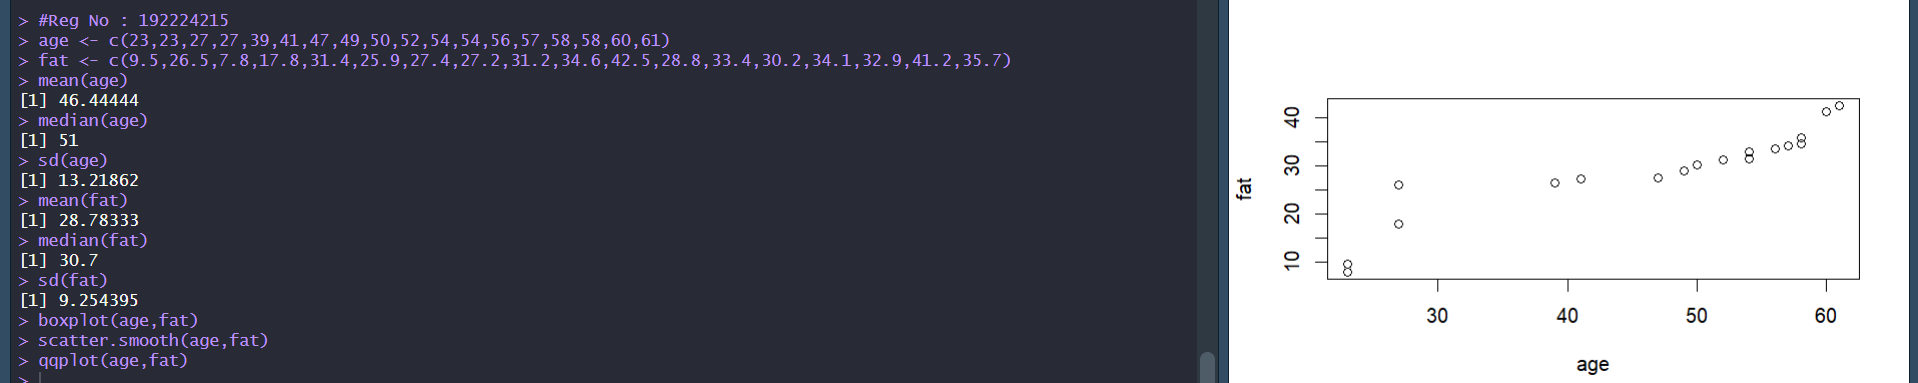 > #Reg No : 192224215
> age <- c(23,23,27,27,39,41,47,49,50,52,54,54,56,57,58,58,60,61)
> fat <- c(9.5,26.5,7.8,17.8,31.4,25.9,27.4,27.2,31.2,34.6,42.5,28.8,33.4,30.2,34.1,32.9,41.2,35.7)
> mean(age)
[1] 46.44444
> median(age)
[1] 51
> sd(age)
[1] 13.21862
> mean(fat)
[1] 28.78333
> median(fat)
[1] 30.7
> sd(fat)
[1] 9.254395
> boxplot(age,fat)
> scatter.smooth(age,fat)
> qqplot(age,fat)
>
fat
40
30
20
10
30 40 50 60
age